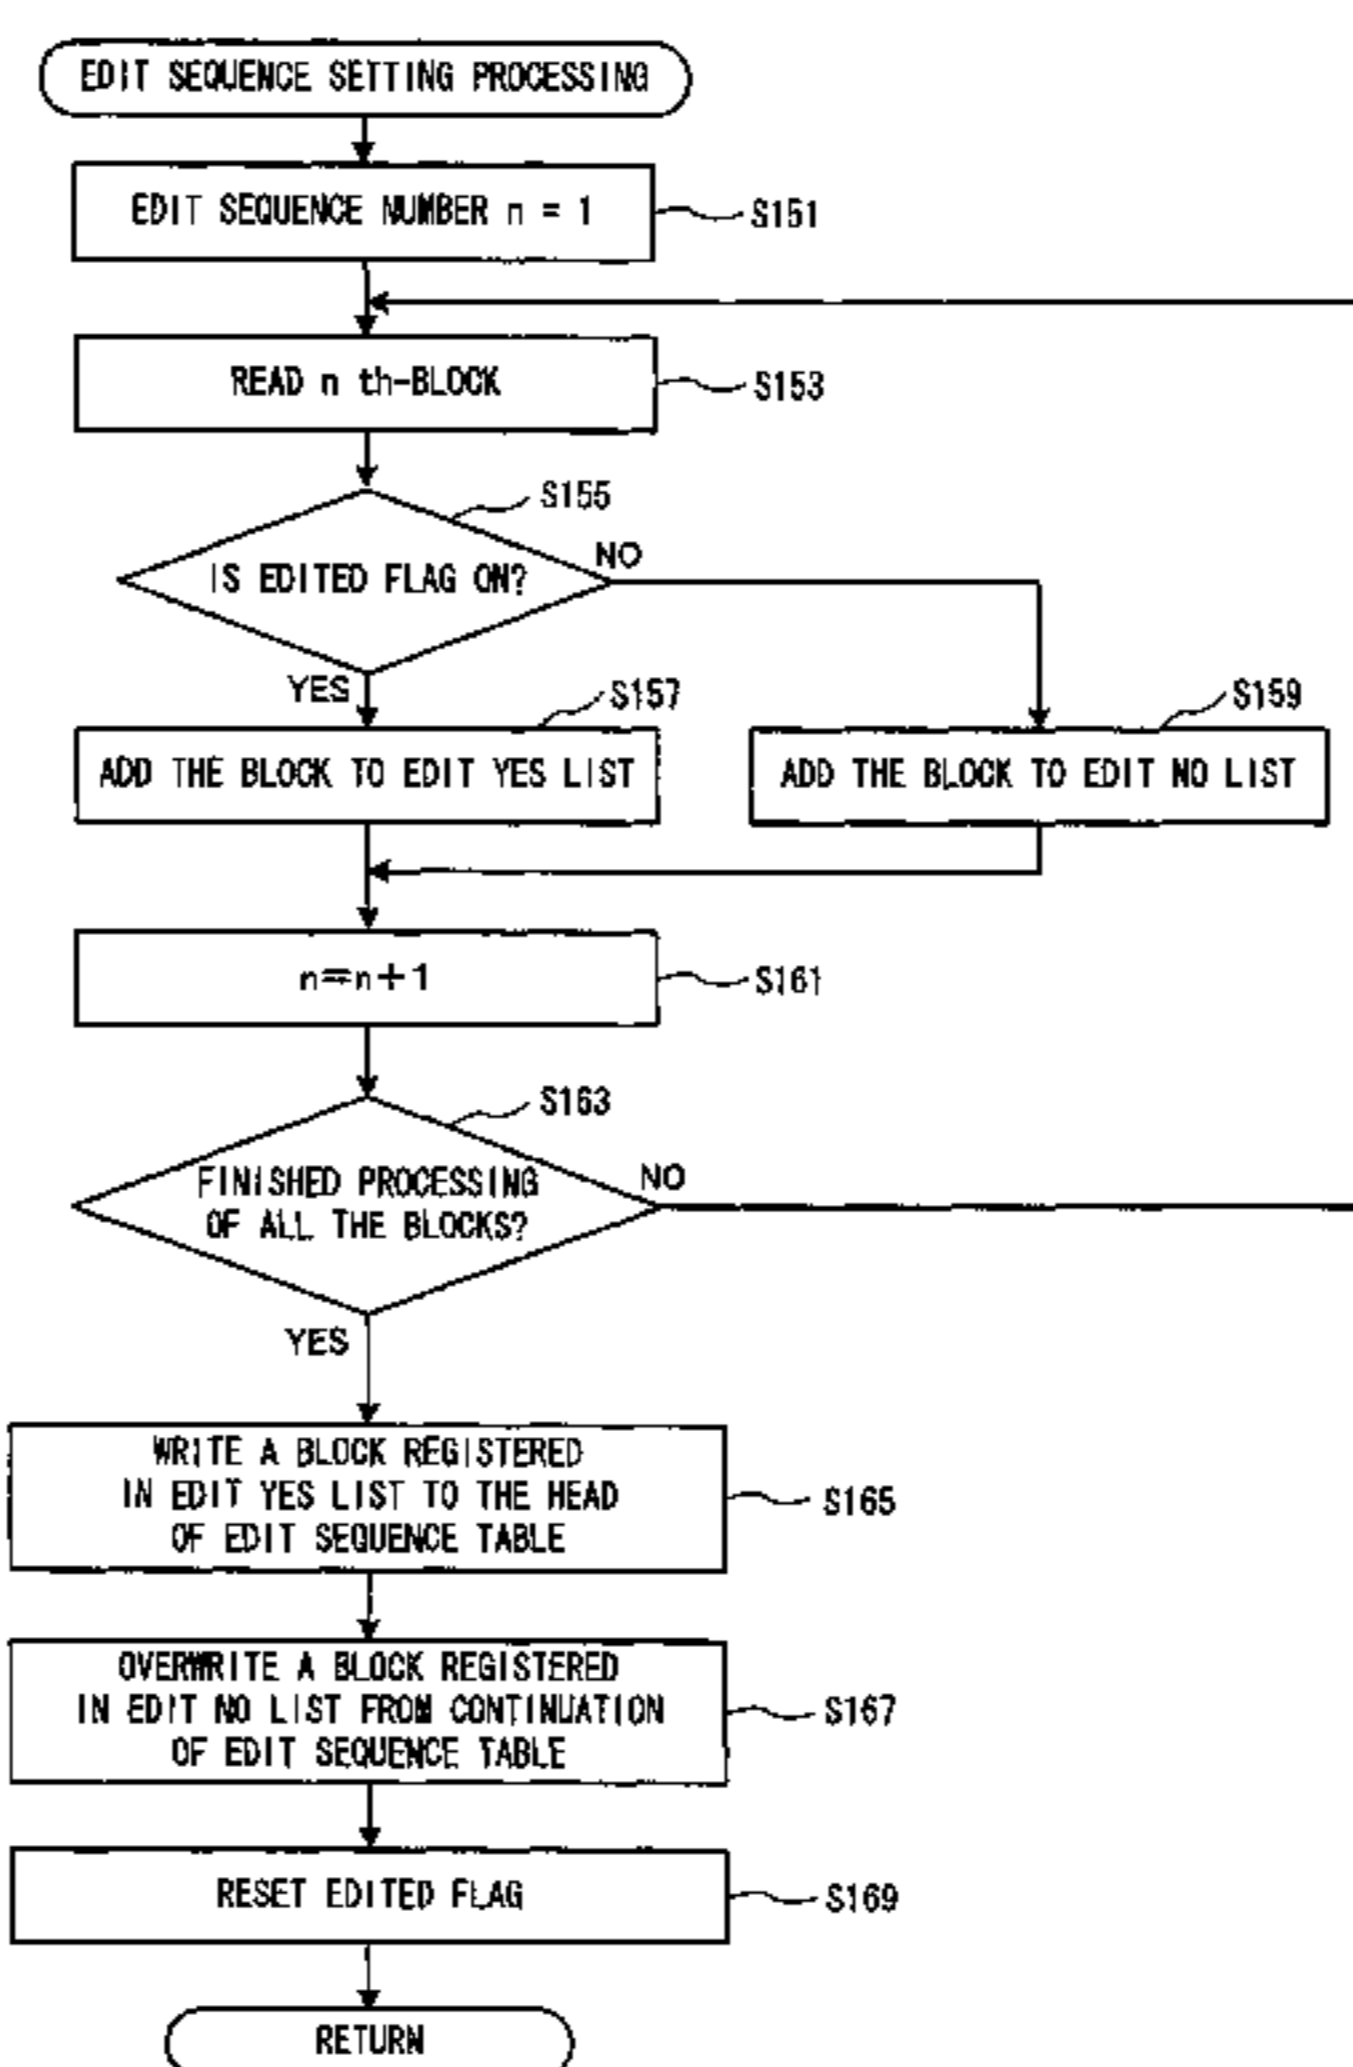 EDIT SEQUENCE SETTING PROCESSING
EDIT SEQUENCE NUMBER n = 1
S151
READ n th-BLOCK
S153
S155
IS EDITED FLAG ON?
NO
YES
S157
S159
ADD THE BLOCK TO EDIT YES LIST
ADD THE BLOCK TO EDIT NO LIST
n=n+1
S161
S163
FINISHED PROCESSING
OF ALL THE BLOCKS?
NO
YES
WRITE A BLOCK REGISTERED
IN EDIT YES LIST TO THE HEAD
OF EDIT SEQUENCE TABLE
S165
OVERWRITE A BLOCK REGISTERED
IN EDIT NO LIST FROM CONTINUATION
OF EDIT SEQUENCE TABLE
S167
RESET EDITED FLAG
S169
RETURN